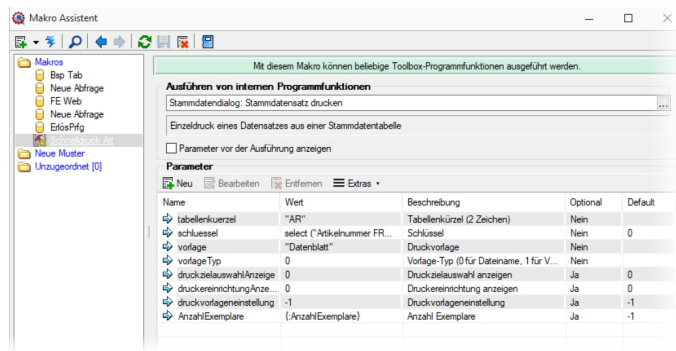 Makro Assistent
Makros
Bsp Tab
Neue Abfrage
FE Web
Neue Abfrage
ErlösPrfg
Schnelldruck Art
Neue Muster
Unzugeordnet [0]
Mit diesem Makro können beliebige Toolbox-Programmfunktionen ausgeführt werden.
Ausführen von internen Programmfunktionen
Stammdatendialog: Stammdatensatz drucken
...
Einzeldruck eines Datensatzes aus einer Stammdatentabelle
Parameter vor der Ausführung anzeigen
Parameter
Neu Bearbeiten Entfernen Extras
Name Wert Beschreibung Optional Default
tabellenkuerzel "AR" Tabellenkürzel (2 Zeichen) Nein
schluessel select ("Artikelnummer FR... Schlüssel Nein 0
vorlage "Datenblatt" Druckvorlage Nein
vorlageTyp 0 Vorlage-Typ (0 für Dateiname, 1 für V... Nein
druckzielauswahlAnzeige 0 Druckzielauswahl anzeigen Ja 0
druckereinrichtungAnze... 0 Druckereinrichtung anzeigen Ja 0
druckvorlageneinstellung -1 Druckvorlageneinstellung Ja -1
AnzahlExemplare {:AnzahlExemplare} Anzahl Exemplare Ja -1